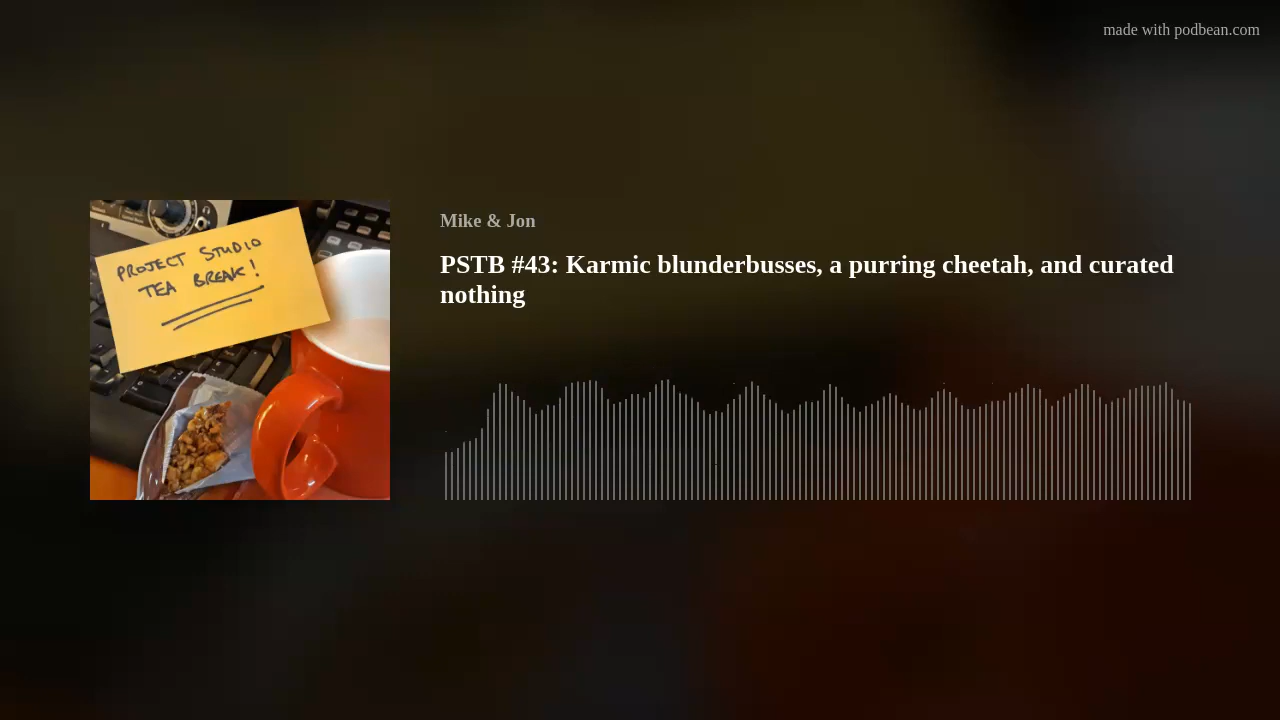 made with podbean.com
Mike & Jon
PSTB #43: Karmic blunderbusses, a purring cheetah, and curated
nothing
PROJECT STUDIO
TEA BREAK!